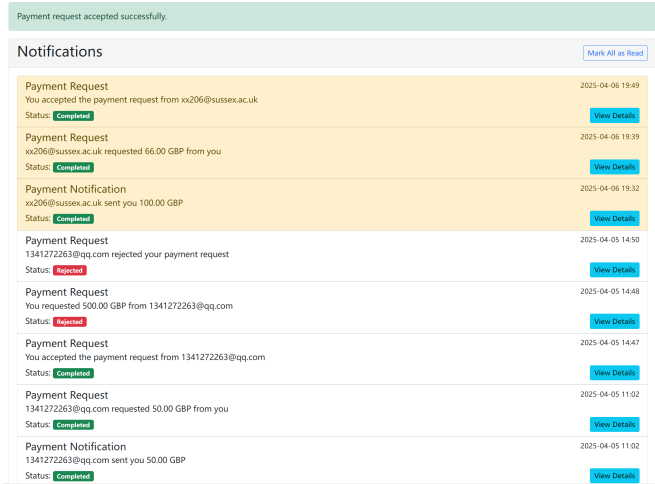 Payment request accepted successfully.
Notifications
Mark All as Read
Payment Request
2025-04-06 19:49
You accepted the payment request from xx206@sussex.ac.uk
Status: Completed
View Details
Payment Request
2025-04-06 19:39
xx206@sussex.ac.uk requested 66.00 GBP from you
Status: Completed
View Details
Payment Notification
2025-04-06 19:32
xx206@sussex.ac.uk sent you 100.00 GBP
Status: Completed
View Details
Payment Request
2025-04-05 14:50
1341272263@qq.com rejected your payment request
Status: Rejected
View Details
Payment Request
2025-04-05 14:48
You requested 500.00 GBP from 1341272263@qq.com
Status: Rejected
View Details
Payment Request
2025-04-05 14:47
You accepted the payment request from 1341272263@qq.com
Status: Completed
View Details
Payment Request
2025-04-05 11:02
1341272263@qq.com requested 50.00 GBP from you
Status: Completed
View Details
Payment Notification
2025-04-05 11:02
1341272263@qq.com sent you 50.00 GBP
Status: Completed
View Details